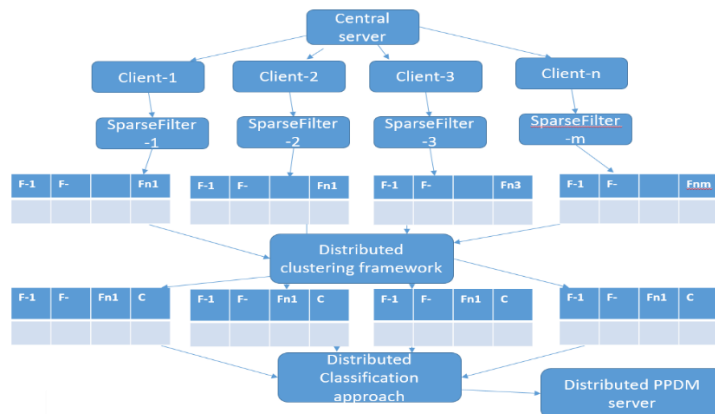 Central
server
Client-1
Client-2
Client-3
Client-n
SparseFilter
-1
SparseFilter
-2
SparseFilter
-3
SparseFilter
-m
F-1 F- Fn1
F-1 F- Fn1
F-1 F- Fn3
F-1 F- Fnm
Distributed
clustering framework
F-1 F- Fn1 C
F-1 F- Fn1 C
F-1 F- Fn1 C
F-1 F- Fn1 C
Distributed
Classification
approach
Distributed PPDM
server